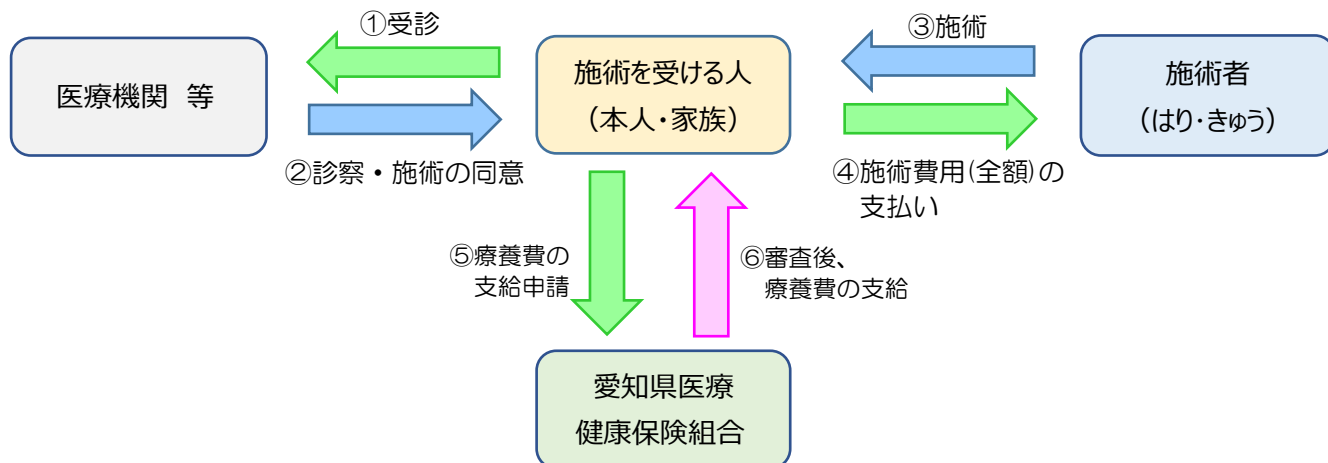 ①受診
③施術
医療機関 等
施術を受ける人
（本人・家族）
施術者
（はり・きゅう）
②診察・施術の同意
④施術費用(全額)の
支払い
⑤療養費の
支給申請
⑥審査後、
療養費の支給
愛知県医療
健康保険組合